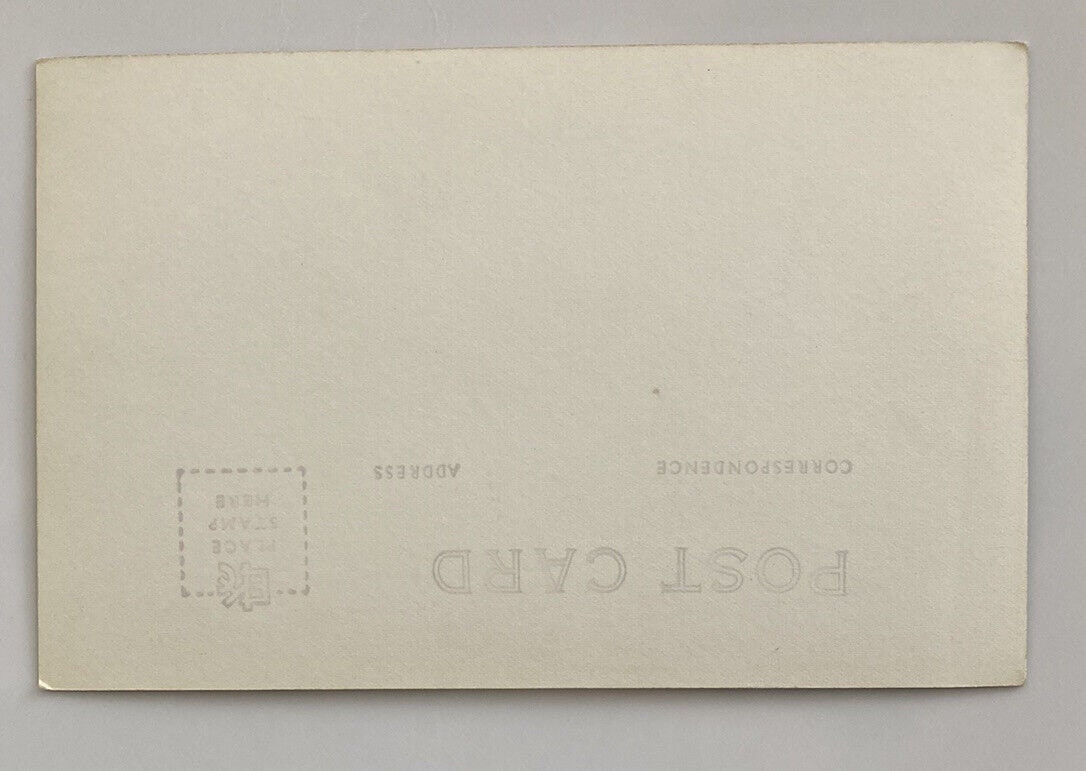 POST CARD
CORRESPONDENCE
ADDRESS
PLACE
STAMP
HERE